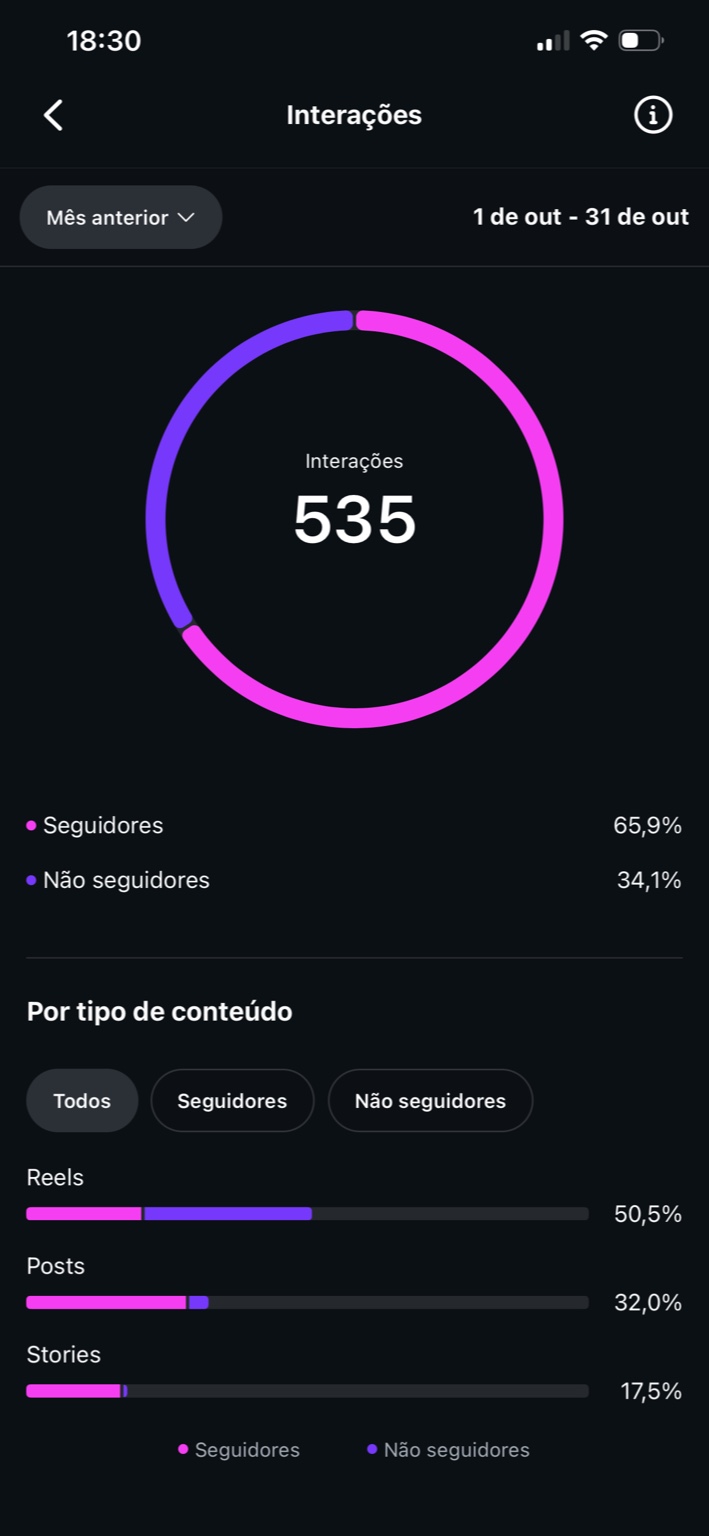 18:30
Interações
Mês anterior
1 de out - 31 de out
Interações
535
Seguidores 65,9%
Não seguidores 34,1%
Por tipo de conteúdo
Todos Seguidores Não seguidores
Reels
50,5%
Posts
32,0%
Stories
17,5%
Seguidores Não seguidores